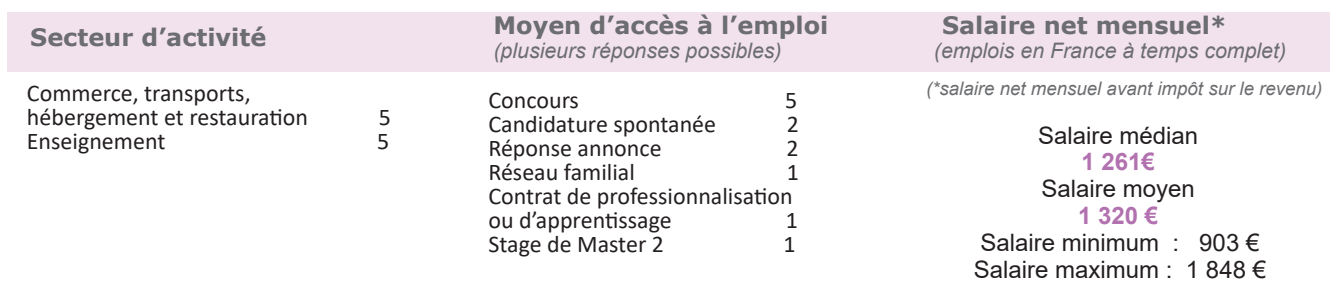 Secteur d’activité
Commerce, transports,
hébergement et restauration 5
Enseignement 5
Moyen d’accès à l’emploi
(plusieurs réponses possibles)
Concours 5
Candidature spontanée 2
Réponse annonce 2
Réseau familial 1
Contrat de professionnalisation
ou d’apprentissage 1
Stage de Master 2 1
Salaire net mensuel*
(emplois en France à temps complet)
(*salaire net mensuel avant impôt sur le revenu)
Salaire médian
1 261€
Salaire moyen
1 320 €
Salaire minimum : 903 €
Salaire maximum : 1 848 €